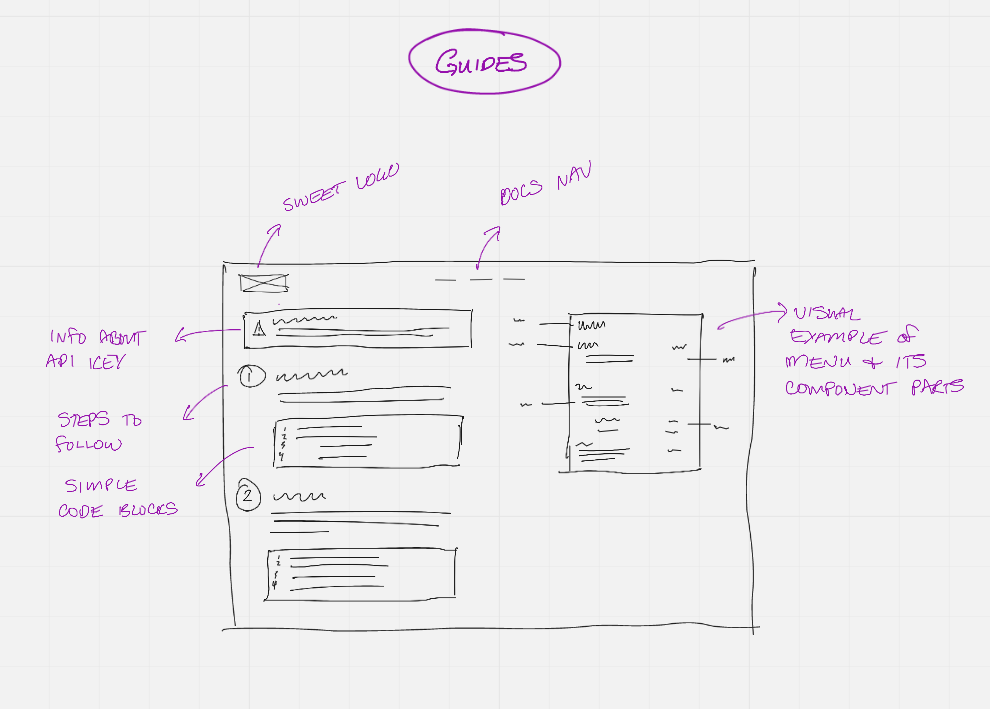 GUIDES
SWEET LOGO
DOCS NAV
INFO ABOUT
API KEY
STEPS TO
FOLLOW
SIMPLE
CODE BLOCKS
1
1
2
3
4
2
1
2
3
4
VISUAL
EXAMPLE OF
MENU & ITS
COMPONENT PARTS